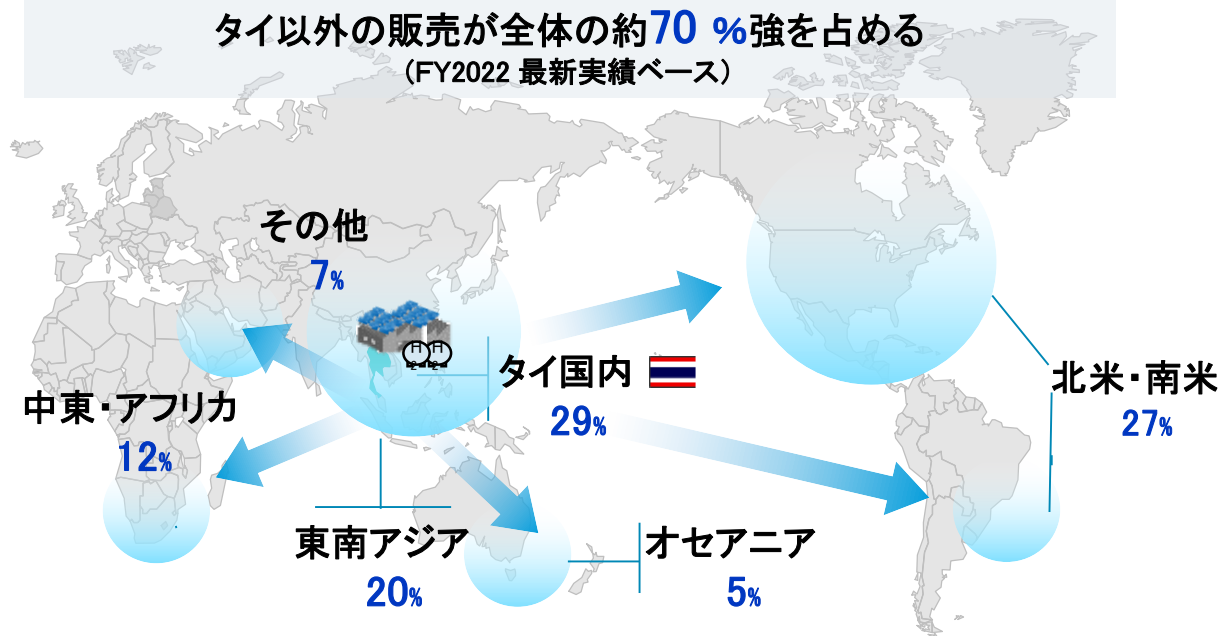 タイ以外の販売が全体の約70 %強を占める
(FY2022 最新実績ベース)
その他
7%
H2 H2
タイ国内
29%
北米・南米
27%
中東・アフリカ
12%
東南アジア
20%
オセアニア
5%